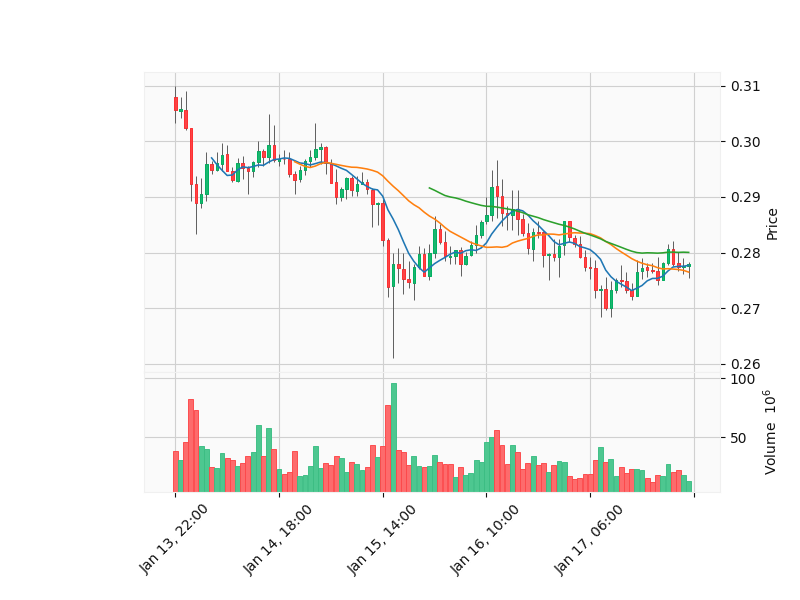 0.31
0.30
0.29
0.28
0.27
0.26
Price
100
50
Volume 10^6
Jan 13, 22:00
Jan 14, 18:00
Jan 15, 14:00
Jan 16, 10:00
Jan 17, 06:00